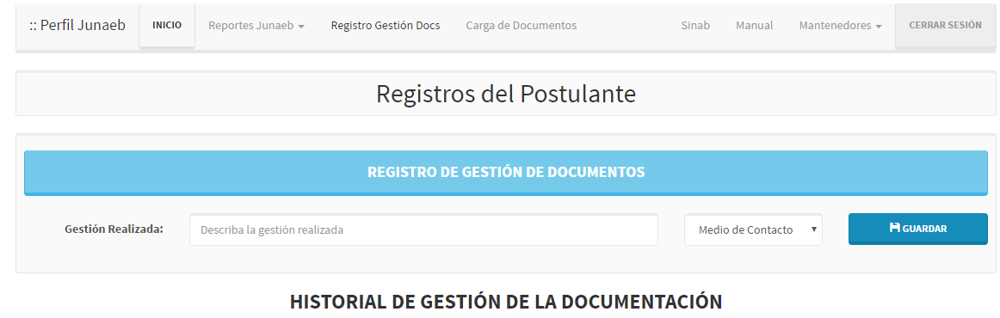 :: Perfil Junaeb INICIO Reportes Junaeb Registro Gestión Docs Carga de Documentos Sinab Manual Mantenedores CERRAR SESIÓN
Registros del Postulante
REGISTRO DE GESTIÓN DE DOCUMENTOS
Gestión Realizada: Describa la gestión realizada Medio de Contacto GUARDAR
HISTORIAL DE GESTIÓN DE LA DOCUMENTACIÓN